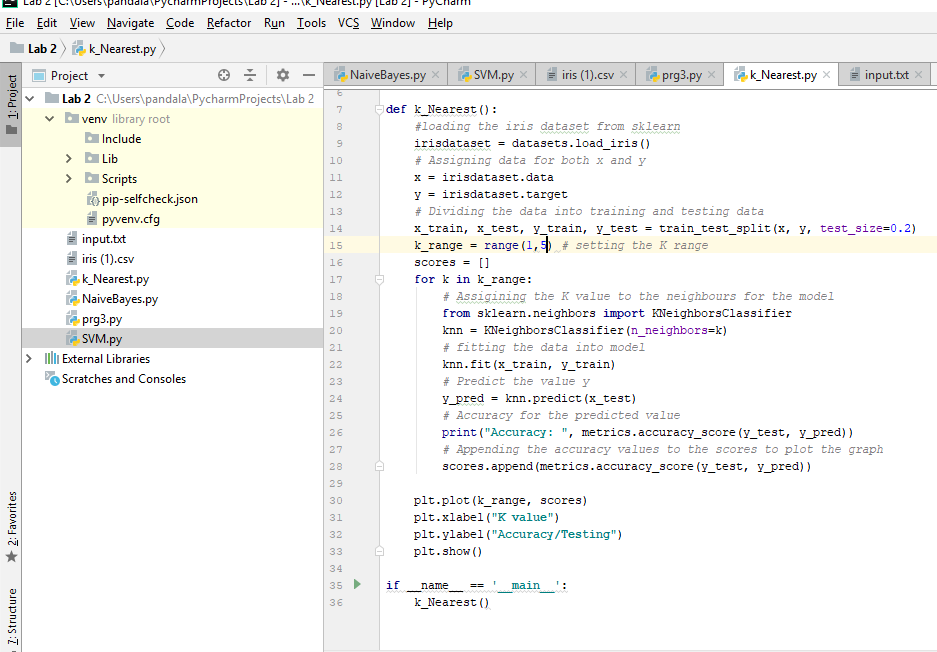 Lab 2 [C:\Users\pandala\PycharmProjects\Lab 2] - ...\k_Nearest.py [Lab 2] - PyCharm
File Edit View Navigate Code Refactor Run Tools VCS Window Help
Lab 2 k_Nearest.py
1: Project
Project
NaiveBayes.py SVM.py iris (1).csv prg3.py k_Nearest.py input.txt
Lab 2 C:\Users\pandala\PycharmProjects\Lab 2
venv library root
Include
Lib
Scripts
pip-selfcheck.json
pyvenv.cfg
input.txt
iris (1).csv
k_Nearest.py
NaiveBayes.py
prg3.py
SVM.py
External Libraries
Scratches and Consoles
2: Favorites
7: Structure
6
7 def k_Nearest():
8 #loading the iris dataset from sklearn
9 irisdataset = datasets.load_iris()
10 # Assigning data for both x and y
11 x = irisdataset.data
12 y = irisdataset.target
13 # Dividing the data into training and testing data
14 x_train, x_test, y_train, y_test = train_test_split(x, y, test_size=0.2)
15 k_range = range(1,5) # setting the K range
16 scores = []
17 for k in k_range:
18 # Assigining the K value to the neighbours for the model
19 from sklearn.neighbors import KNeighborsClassifier
20 knn = KNeighborsClassifier(n_neighbors=k)
21 # fitting the data into model
22 knn.fit(x_train, y_train)
23 # Predict the value y
24 y_pred = knn.predict(x_test)
25 # Accuracy for the predicted value
26 print("Accuracy: ", metrics.accuracy_score(y_test, y_pred))
27 # Appending the accuracy values to the scores to plot the graph
28 scores.append(metrics.accuracy_score(y_test, y_pred))
29
30 plt.plot(k_range, scores)
31 plt.xlabel("K value")
32 plt.ylabel("Accuracy/Testing")
33 plt.show()
34
35 if __name__ == '__main__':
36 k_Nearest()